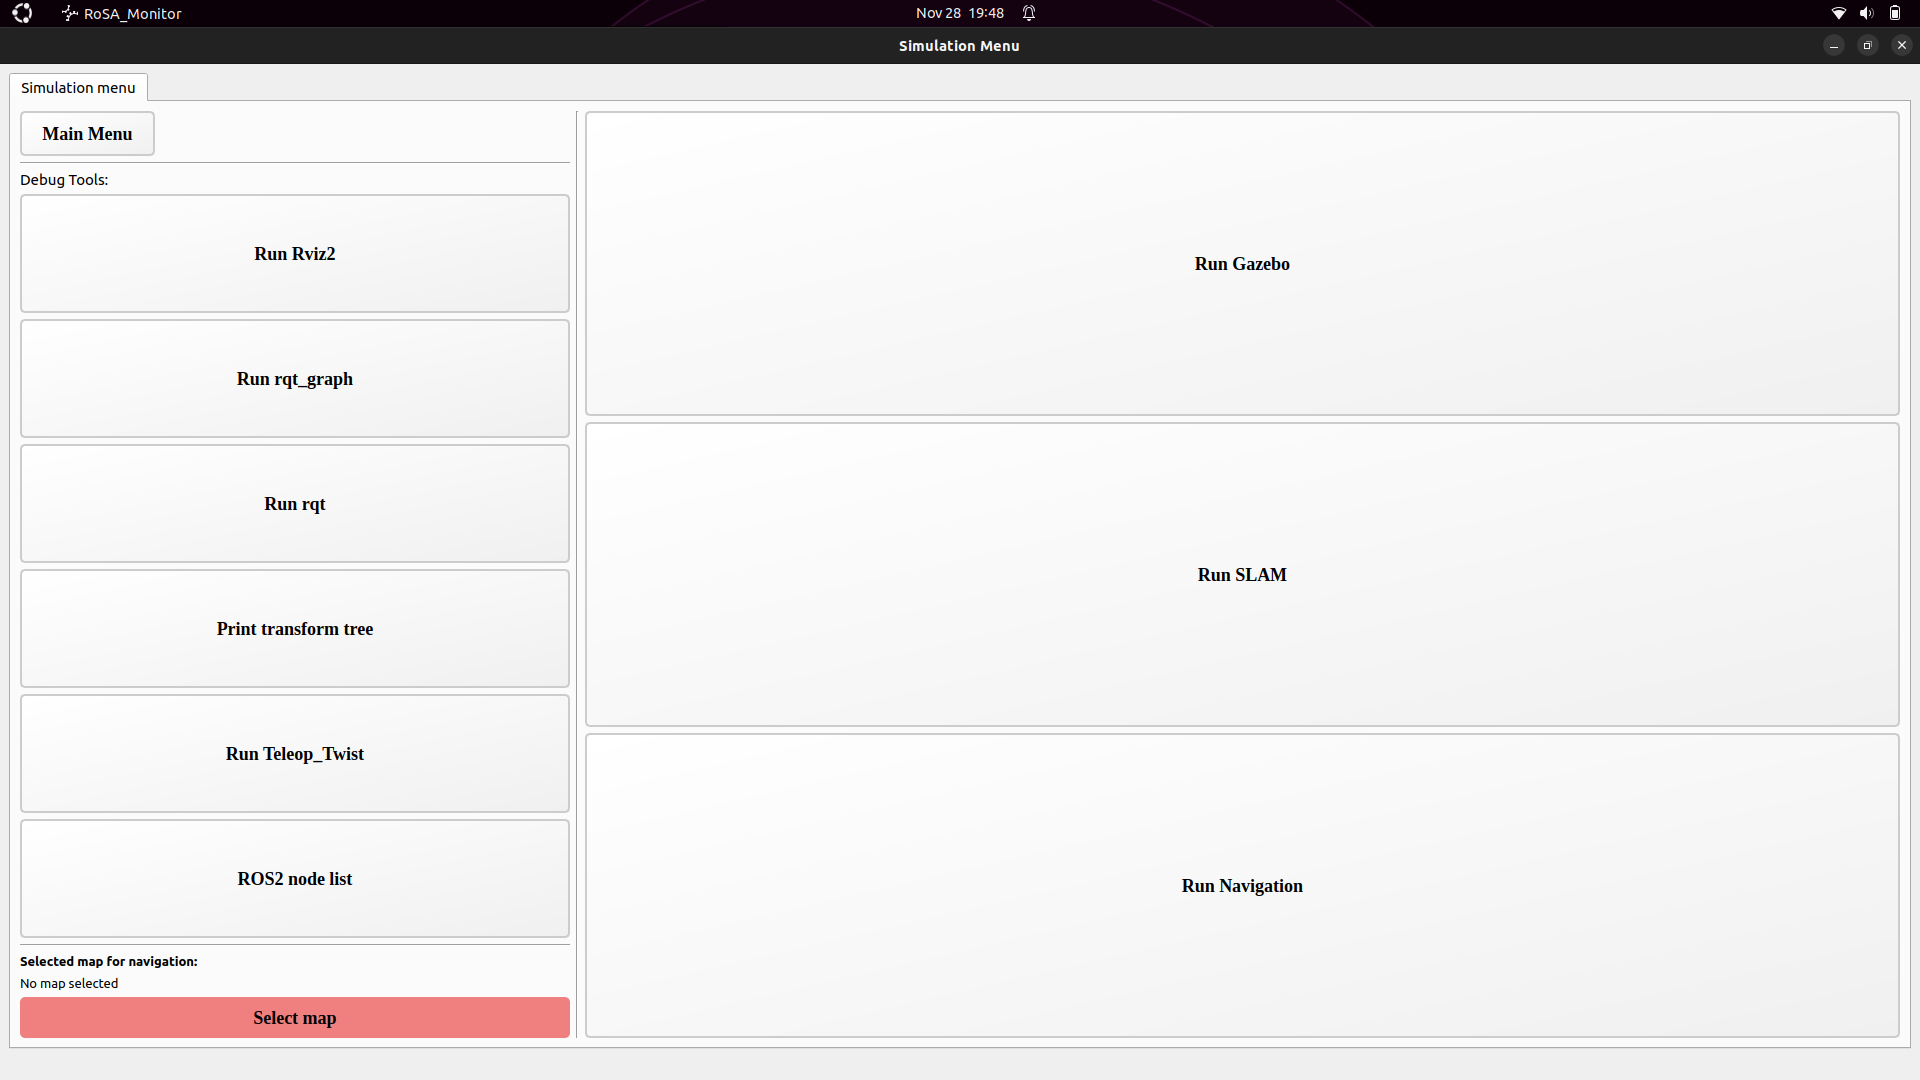 RoSA_Monitor
Nov 28 19:48
Simulation Menu
Simulation menu
Main Menu
Debug Tools:
Run Rviz2
Run rqt_graph
Run rqt
Print transform tree
Run Teleop_Twist
ROS2 node list
Selected map for navigation:
No map selected
Select map
Run Gazebo
Run SLAM
Run Navigation